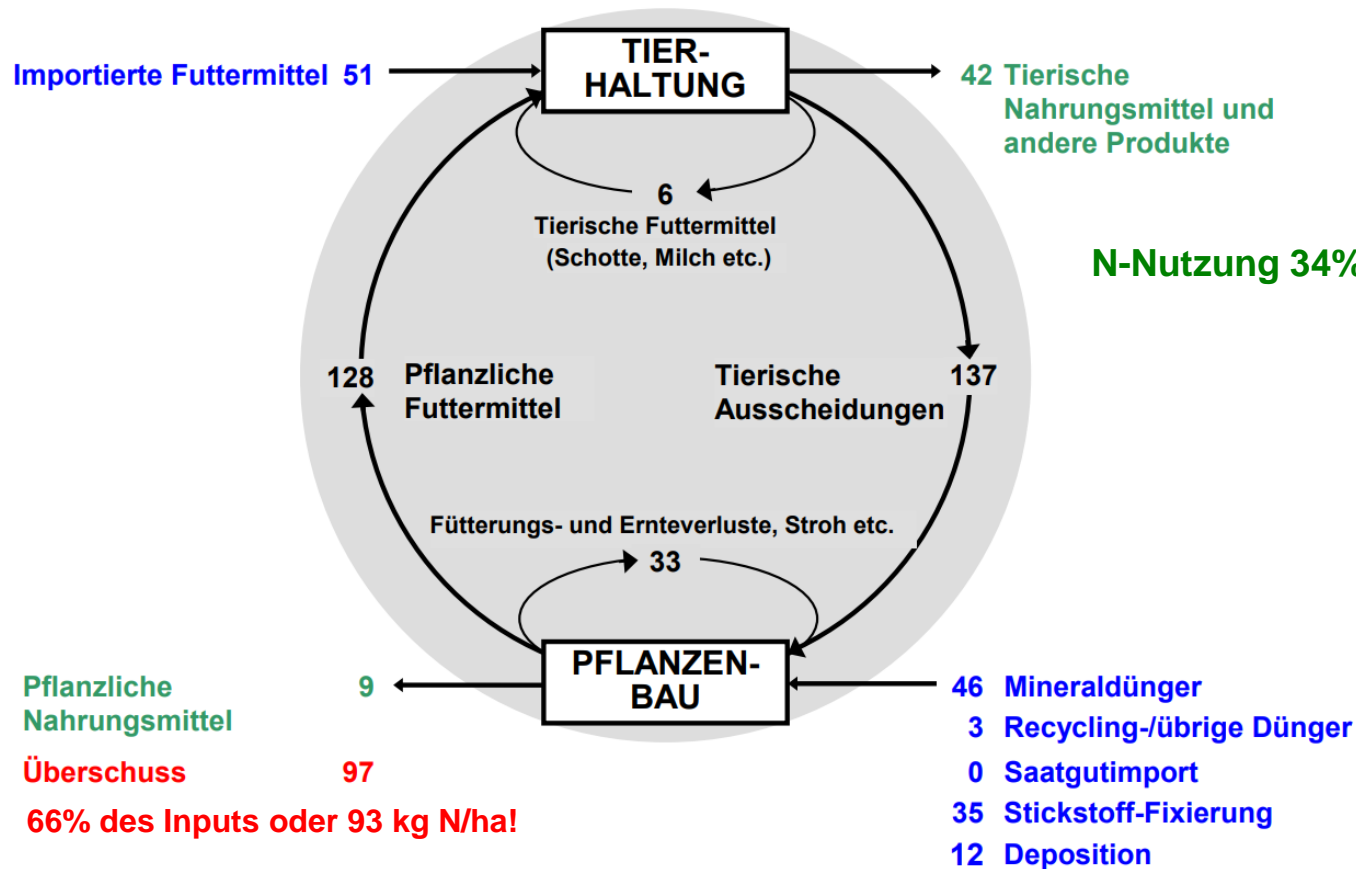 Importierte Futtermittel 51
TIER-
HALTUNG
42 Tierische
Nahrungsmittel und
andere Produkte
6
Tierische Futtermittel
(Schotte, Milch etc.)
N-Nutzung 34%
128 Pflanzliche
Futtermittel
Tierische 137
Ausscheidungen
Fütterungs- und Ernteverluste, Stroh etc.
33
PFLANZEN-
BAU
Pflanzliche 9
Nahrungsmittel
Überschuss 97
66% des Inputs oder 93 kg N/ha!
46 Mineraldünger
3 Recycling-/übrige Dünger
0 Saatgutimport
35 Stickstoff-Fixierung
12 Deposition